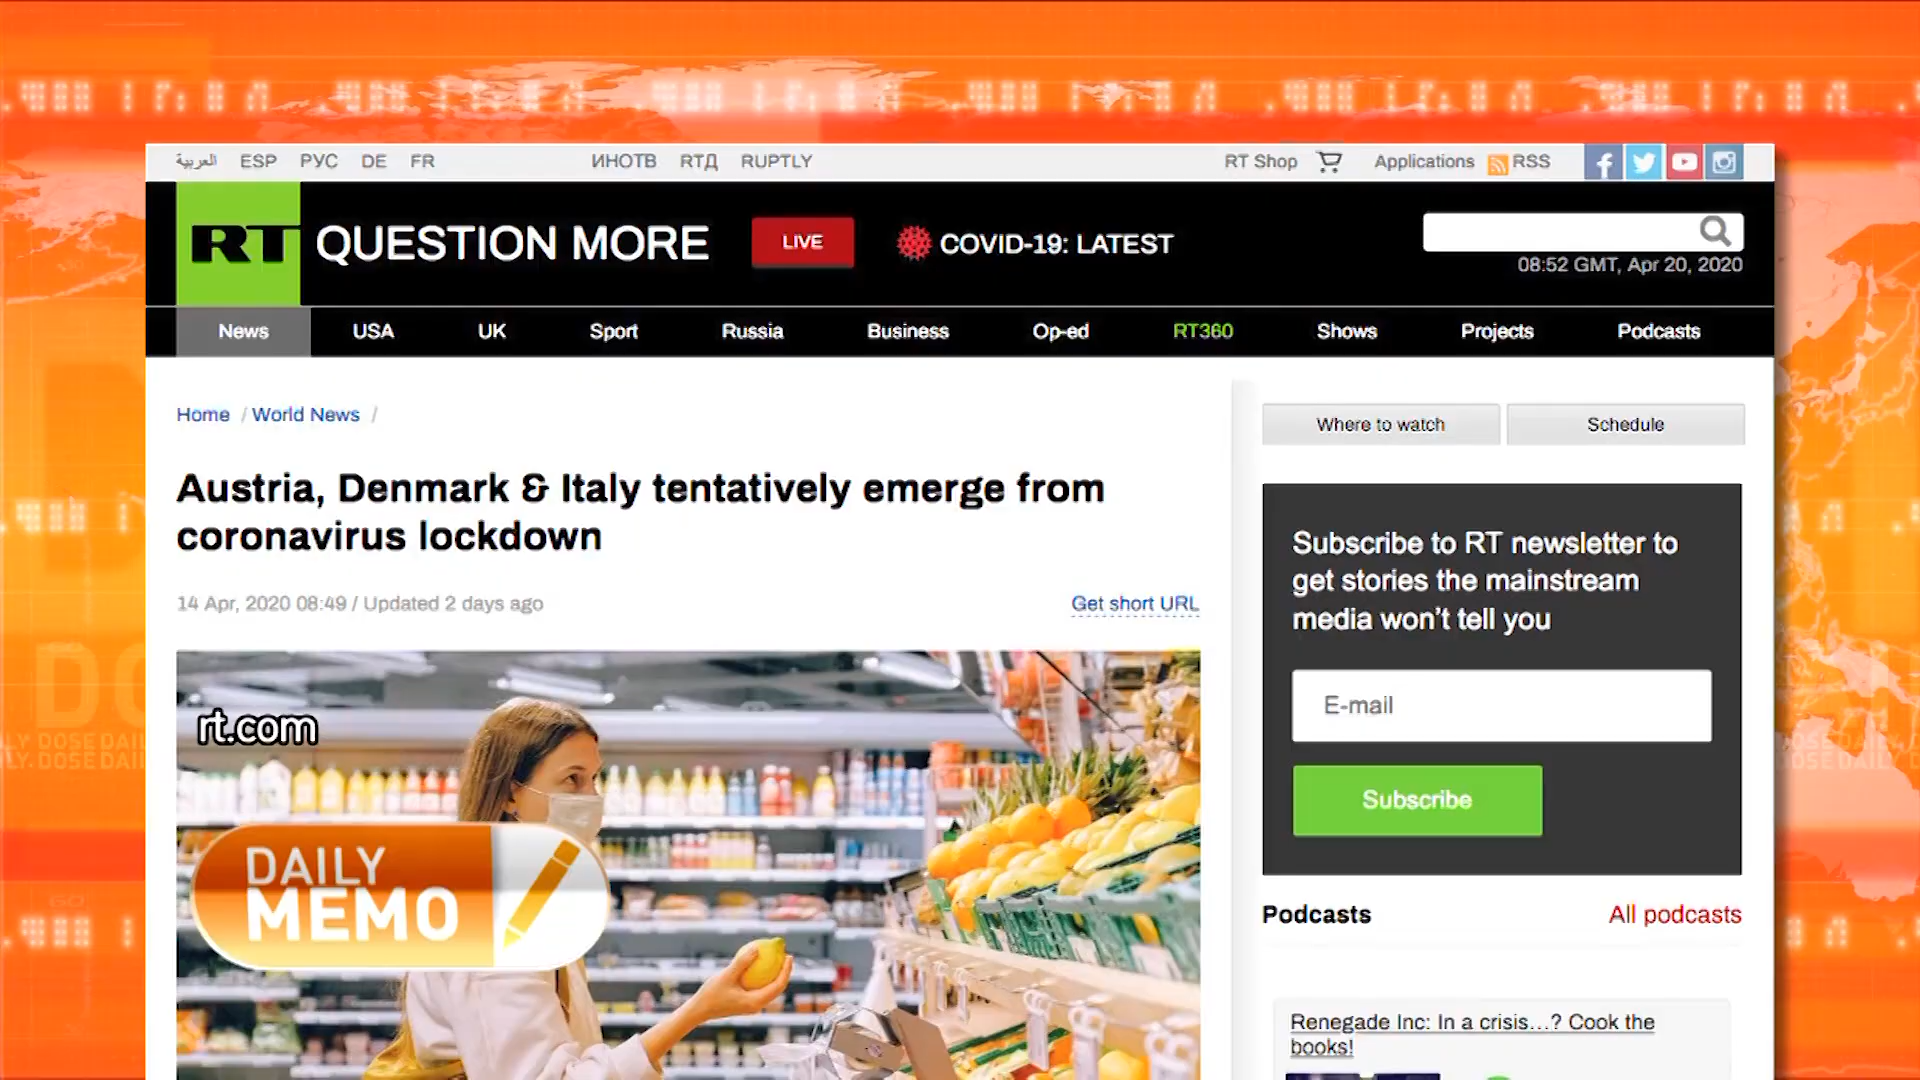 العربية ESP РУС DE FR ИНОТВ RTД RUPTLY RT Shop Applications RSS
RT QUESTION MORE LIVE COVID-19: LATEST
08:52 GMT, Apr 20, 2020
News USA UK Sport Russia Business Op-ed RT360 Shows Projects Podcasts
Home / World News /
Where to watch Schedule
Austria, Denmark & Italy tentatively emerge from
coronavirus lockdown
14 Apr, 2020 08:49 / Updated 2 days ago
Get short URL
Subscribe to RT newsletter to
get stories the mainstream
media won't tell you
E-mail
Subscribe
rt.com
DAILY
MEMO
Podcasts All podcasts
Renegade Inc: In a crisis...? Cook the
books!